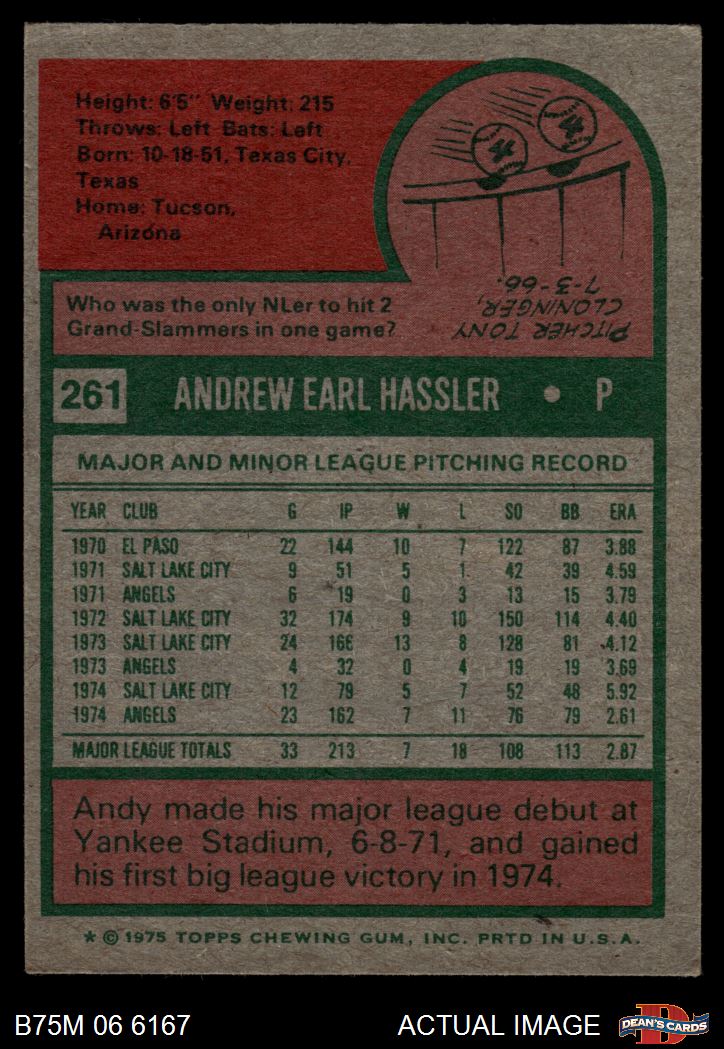 Height: 6'5" Weight: 215
Throws: Left Bats: Left
Born: 10-18-51, Texas City,
Texas
Home: Tucson,
Arizona
Who was the only NLer to hit 2
Grand-Slammers in one game?
PITCHER TONY
CLONINGER,
7-3-66.
261 ANDREW EARL HASSLER • P
MAJOR AND MINOR LEAGUE PITCHING RECORD
YEAR CLUB G IP W L SO BB ERA
1970 EL PASO 22 144 10 7 122 87 3.88
1971 SALT LAKE CITY 9 51 5 1 42 39 4.59
1971 ANGELS 6 19 0 3 13 15 3.79
1972 SALT LAKE CITY 32 174 9 10 150 114 4.40
1973 SALT LAKE CITY 24 166 13 8 128 81 4.12
1973 ANGELS 4 32 0 4 19 19 3.69
1974 SALT LAKE CITY 12 79 5 7 52 48 5.92
1974 ANGELS 23 162 7 11 76 79 2.61
MAJOR LEAGUE TOTALS 33 213 7 18 108 113 2.87
Andy made his major league debut at
Yankee Stadium, 6-8-71, and gained
his first big league victory in 1974.
* © 1975 TOPPS CHEWING GUM, INC. PRTD IN U.S.A.
B75M 06 6167
ACTUAL IMAGE
D
DEAN'S CARDS